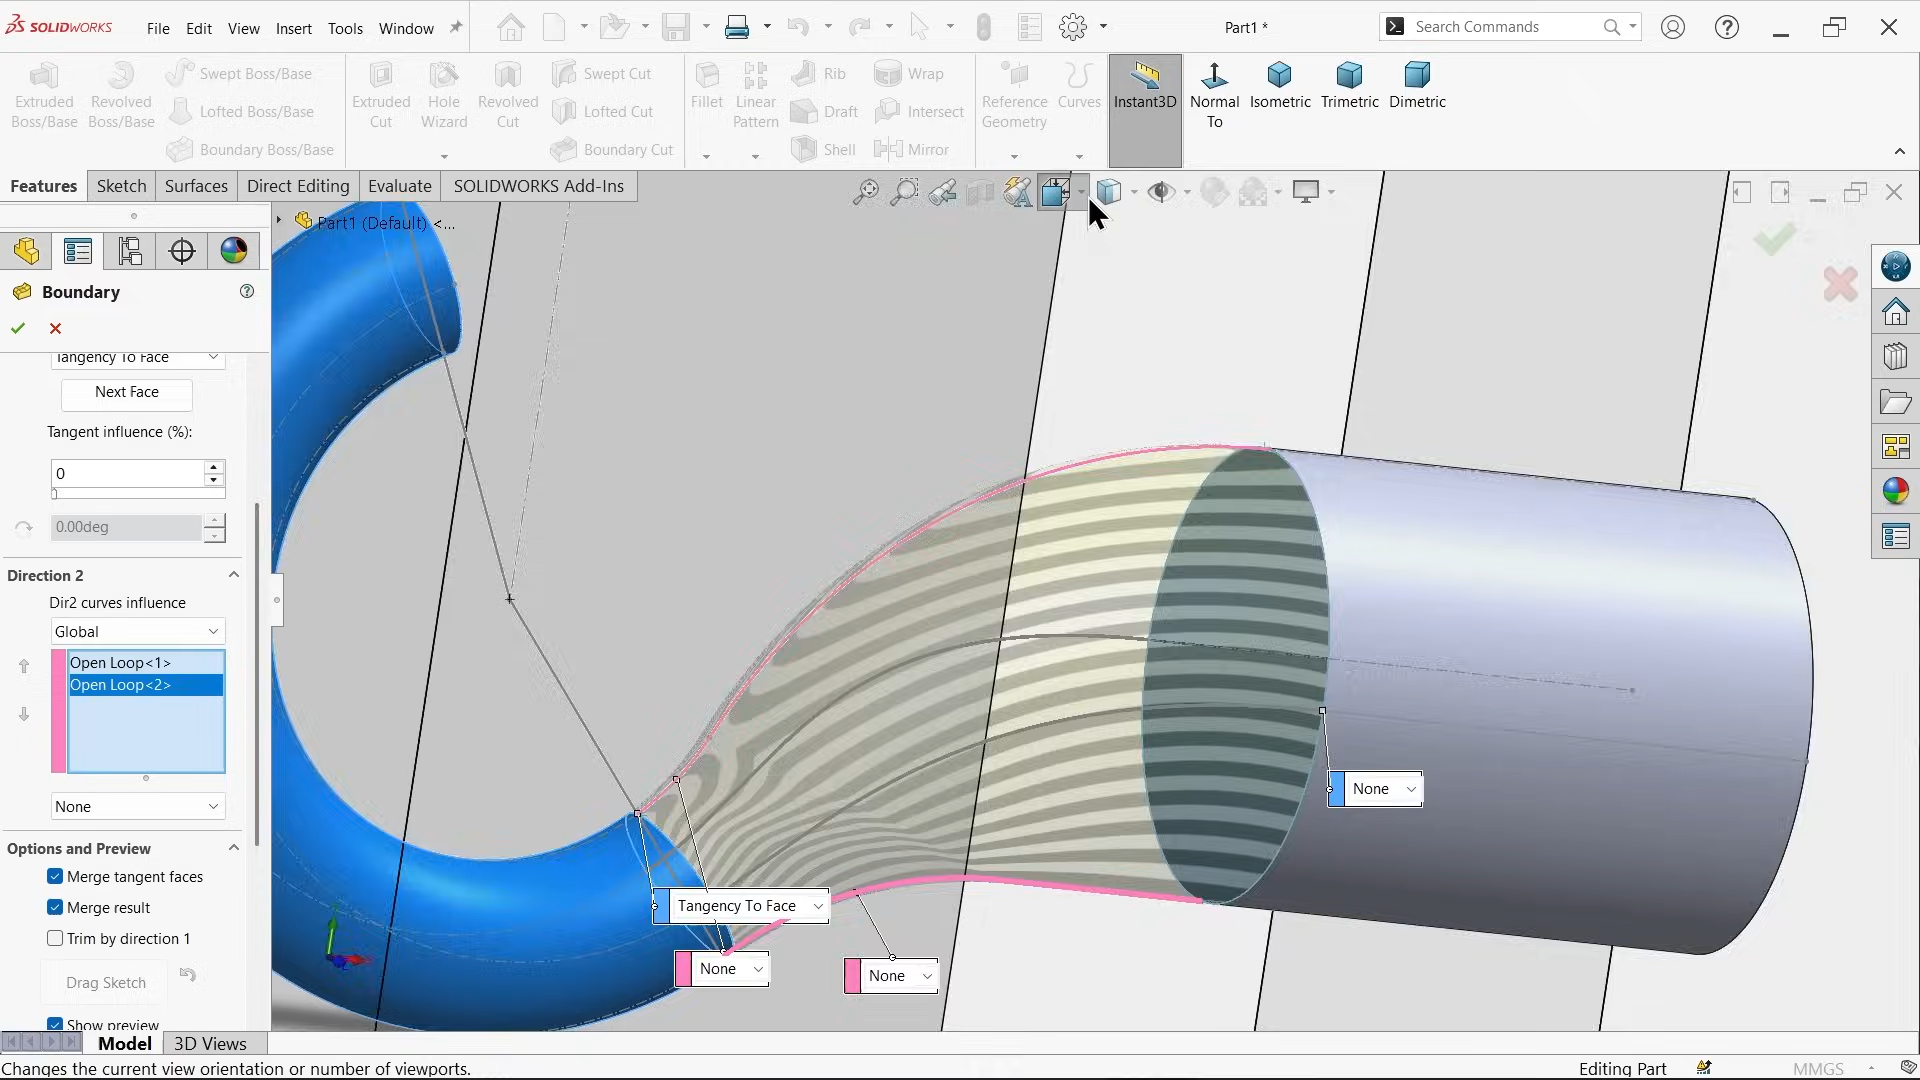 SOLIDWORKS
File Edit View Insert Tools Window
Part1 *
Search Commands
Extruded Boss/Base
Revolved Boss/Base
Swept Boss/Base
Lofted Boss/Base
Boundary Boss/Base
Extruded Cut
Hole Wizard
Revolved Cut
Swept Cut
Lofted Cut
Boundary Cut
Fillet
Linear Pattern
Rib
Draft
Shell
Wrap
Intersect
Mirror
Reference Geometry
Curves
Instant3D
Normal To
Isometric
Trimetric
Dimetric
Features Sketch Surfaces Direct Editing Evaluate SOLIDWORKS Add-Ins
Part1 (Default) <...
Boundary
Tangency To Face
Next Face
Tangent influence (%):
0
0.00deg
Direction 2
Dir2 curves influence
Global
Open Loop<1>
Open Loop<2>
None
Options and Preview
Merge tangent faces
Merge result
Trim by direction 1
Drag Sketch
Show preview
None
Tangency To Face
None
None
Model 3D Views
Changes the current view orientation or number of viewports.
Editing Part
MMGS